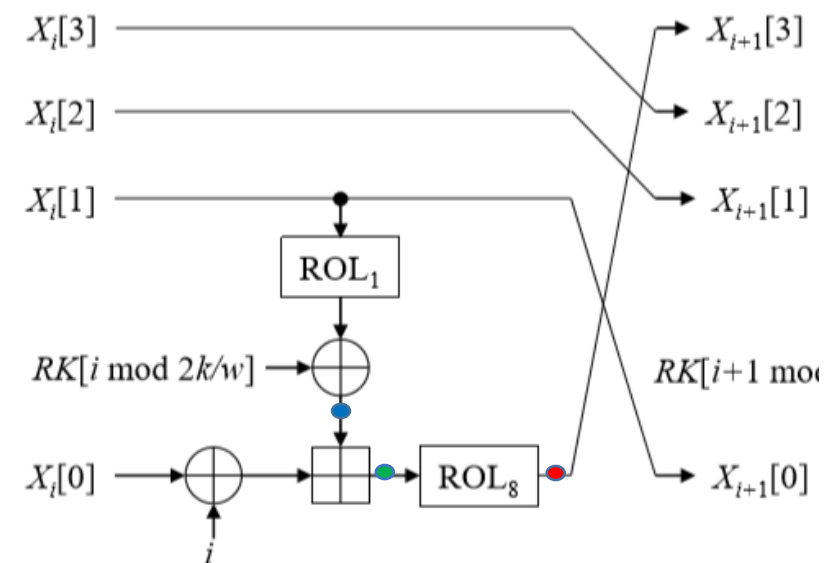 Xᵢ[3]
Xᵢ₊₁[3]
Xᵢ[2]
Xᵢ₊₁[2]
Xᵢ[1]
Xᵢ₊₁[1]
ROL₁
RK[i mod 2k/w]
RK[i+1 mod
Xᵢ[0]
ROL₈
Xᵢ₊₁[0]
i